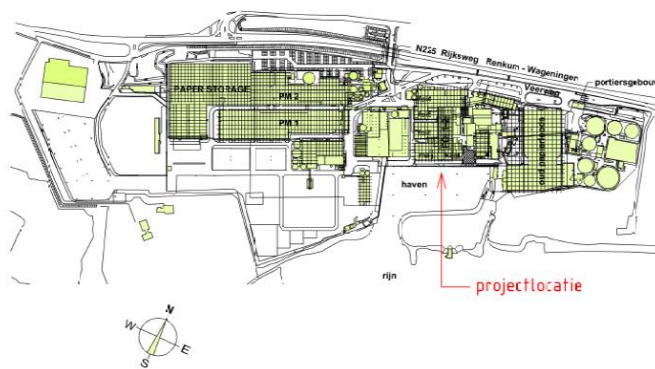 N225 Rijksweg Renkum - Wageningen
Veerweg
portiersgebouw
PAPER STORAGE
PM 2
PM 1
haven
rijn
projectlocatie
N
W
E
S